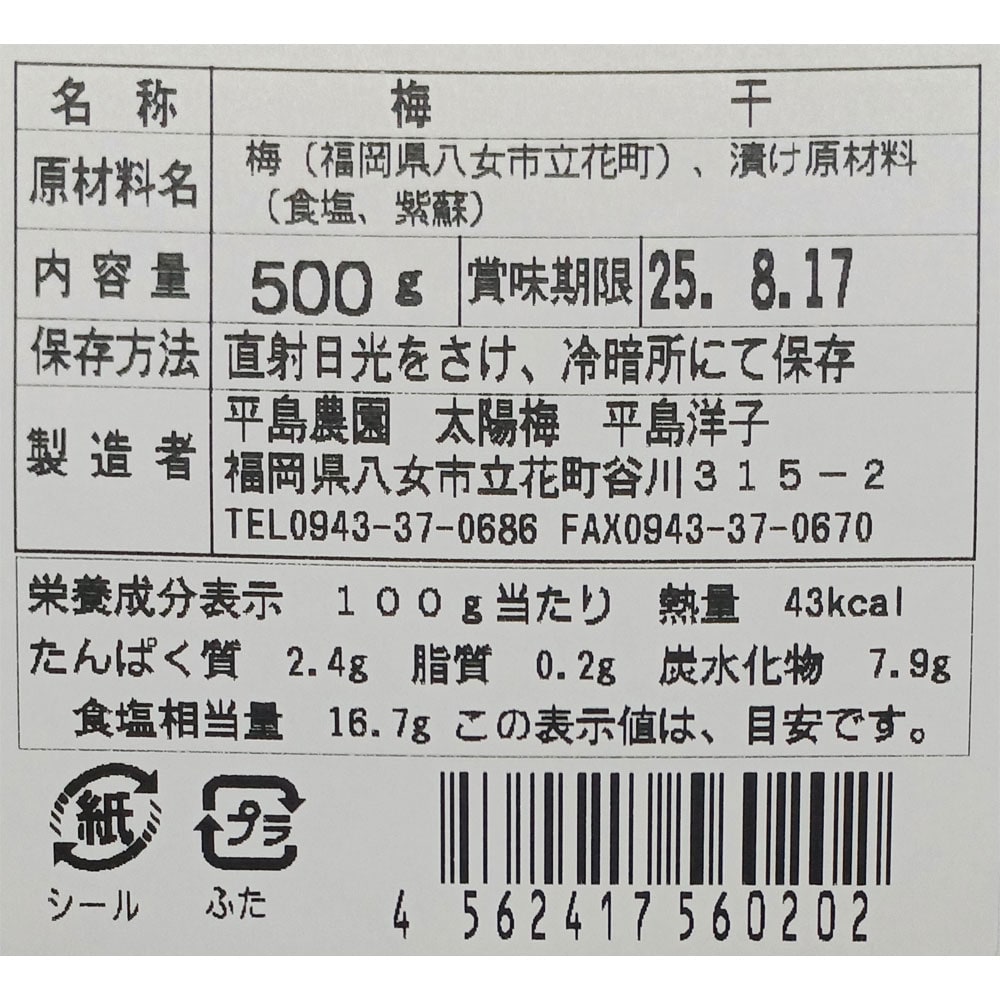 名 称 梅 干
原材料名 梅（福岡県八女市立花町）、漬け原材料
（食塩、紫蘇）
内容量 500g 賞味期限 25. 8.17
保存方法 直射日光をさけ、冷暗所にて保存
製造者 平島農園 太陽梅 平島洋子
福岡県八女市立花町谷川３１５－２
TEL0943-37-0686 FAX0943-37-0670
栄養成分表示 １００g当たり 熱量 43kcal
たんぱく質 2.4g 脂質 0.2g 炭水化物 7.9g
食塩相当量 16.7g この表示値は、目安です。
紙 プラ
シール ふた
4 562417 560202